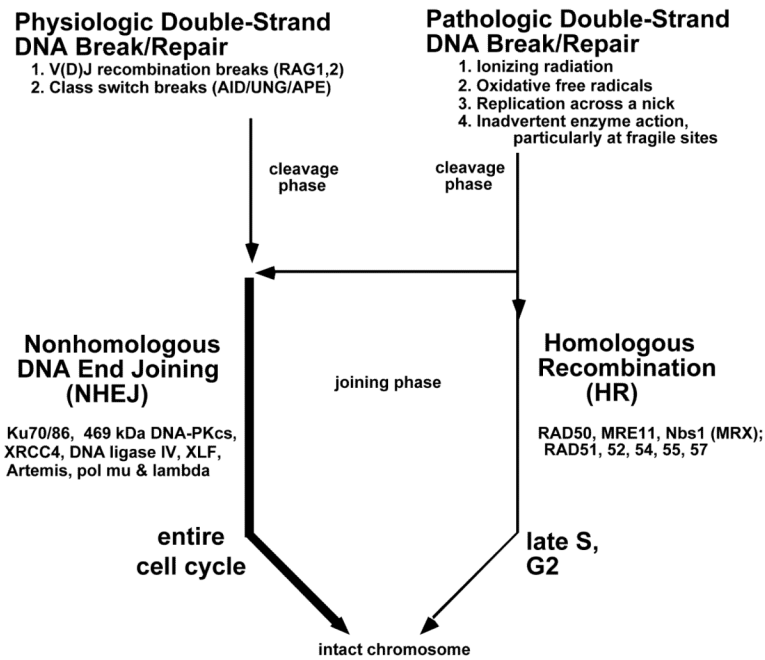 Physiologic Double-Strand
DNA Break/Repair
1. V(D)J recombination breaks (RAG1,2)
2. Class switch breaks (AID/UNG/APE)
Pathologic Double-Strand
DNA Break/Repair
1. Ionizing radiation
2. Oxidative free radicals
3. Replication across a nick
4. Inadvertent enzyme action,
particularly at fragile sites
cleavage
phase
cleavage
phase
Nonhomologous
DNA End Joining
(NHEJ)
Ku70/86, 469 kDa DNA-PKcs,
XRCC4, DNA ligase IV, XLF,
Artemis, pol mu & lambda
joining phase
Homologous
Recombination
(HR)
RAD50, MRE11, Nbs1 (MRX);
RAD51, 52, 54, 55, 57
entire
cell cycle
late S,
G2
intact chromosome